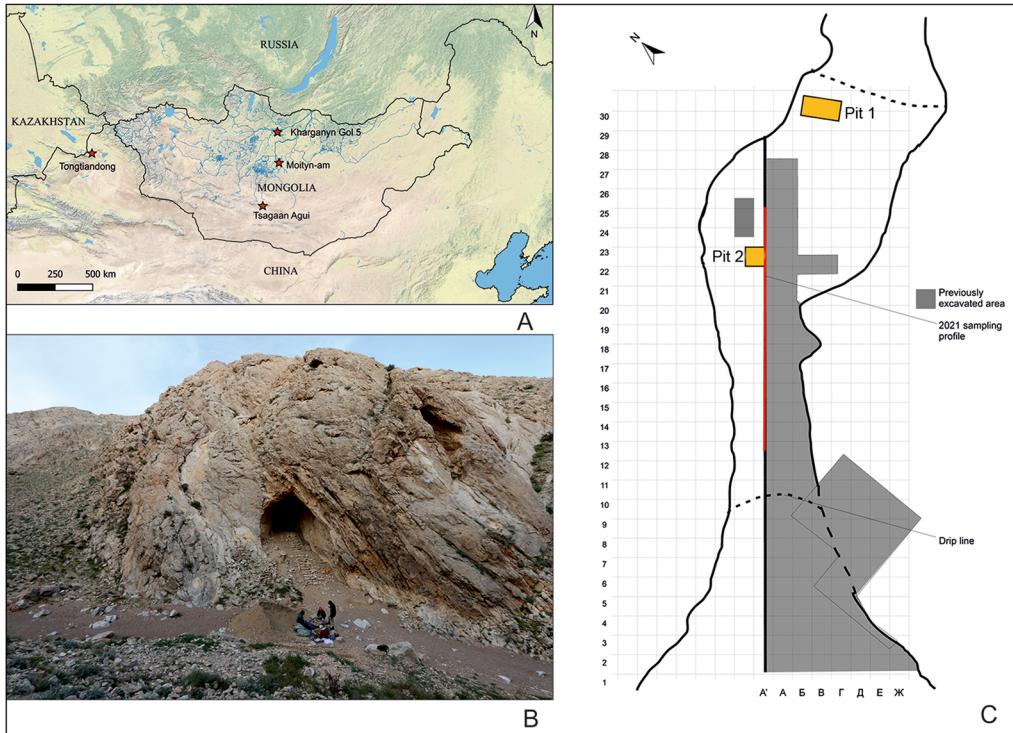 N
RUSSIA
KAZAKHSTAN
Kharganyn Gol 5
Tongtiandong
Moityn-am
MONGOLIA
Tsagaan Agui
CHINA
0 250 500 km
A
B
N
30
29
28
27
26
25
24
23
22
21
20
19
18
17
16
15
14
13
12
11
10
9
8
7
6
5
4
3
2
1
Pit 1
Pit 2
Previously
excavated area
2021 sampling
profile
Drip line
А' А Б В Г Д Е Ж
C